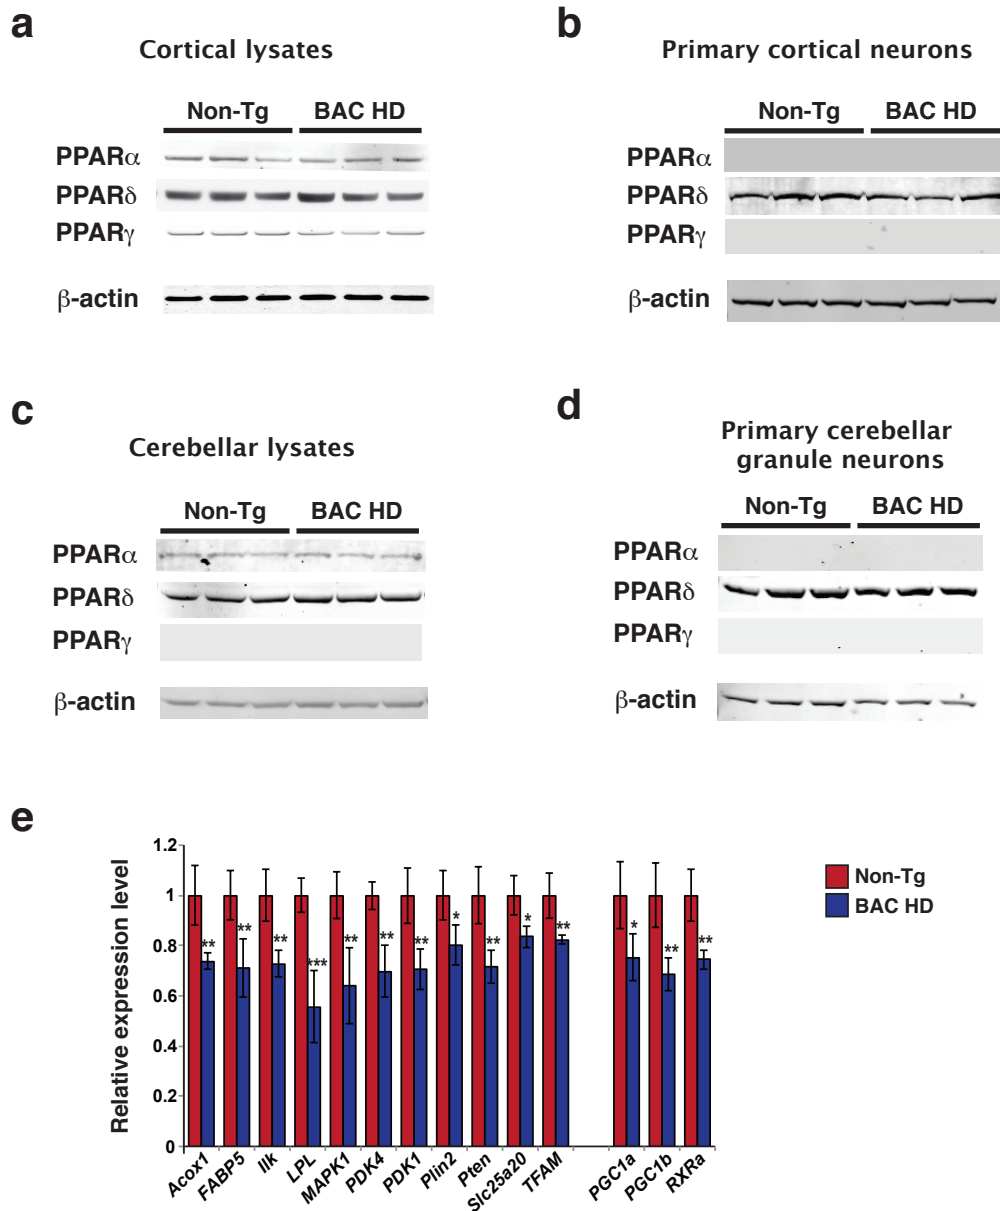 a
Cortical lysates
Non-Tg BAC HD
PPARα
PPARδ
PPARγ
β-actin
b
Primary cortical neurons
Non-Tg BAC HD
PPARα
PPARδ
PPARγ
β-actin
c
Cerebellar lysates
Non-Tg BAC HD
PPARα
PPARδ
PPARγ
β-actin
d
Primary cerebellar
granule neurons
Non-Tg BAC HD
PPARα
PPARδ
PPARγ
β-actin
e
Relative expression level
1.2
1
0.8
0.6
0.4
0.2
0
** ** ** *** ** ** ** * ** * ** * ** **
Acox1 FABP5 Ilk LPL MAPK1 PDK4 PDK1 Plin2 Pten Slc25a20 TFAM PGC1a PGC1b RXRa
Non-Tg
BAC HD